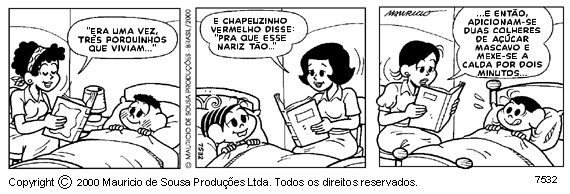 "ERA UMA VEZ,
TRÊS PORQUINHOS
QUE VIVIAM..."
© MAURICIO DE SOUSA PRODUÇÕES - BRASIL/2000
7532
E CHAPEUZINHO
VERMELHO DISSE:
"PRA QUE ESSE
NARIZ TÃO..."
MAURICIO
...E ENTÃO,
ADICIONAM-SE
DUAS COLHERES
DE AÇÚCAR
MASCAVO E
MEXE-SE A
CALDA POR DOIS
MINUTOS...
Copyright © 2000 Mauricio de Sousa Produções Ltda. Todos os direitos reservados.
7532